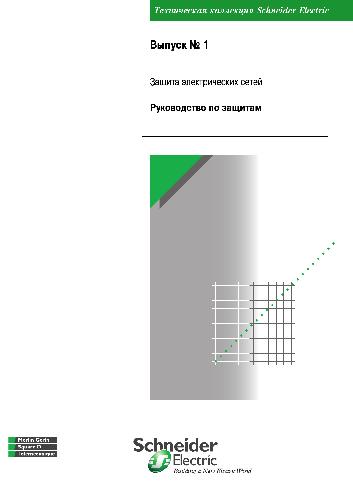 Техническая коллекция Schneider Electric
Выпуск № 1
Защита электрических сетей
Руководство по защитам
Merlin Gerin
Square D
Telemecanique
Schneider
Electric
Building a New Electric World